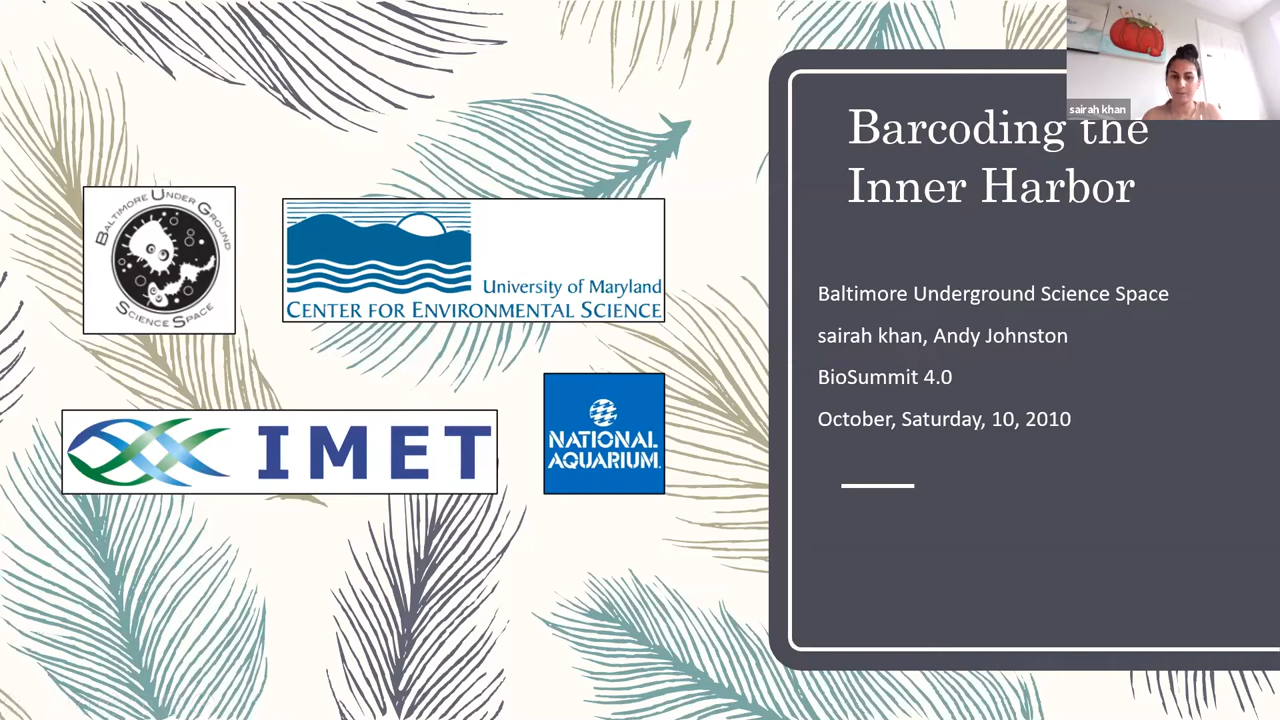 sairah khan
Barcoding the
Inner Harbor
BALTIMORE UNDER GROUND
SCIENCE SPACE
University of Maryland
CENTER FOR ENVIRONMENTAL SCIENCE
Baltimore Underground Science Space
sairah khan, Andy Johnston
BioSummit 4.0
October, Saturday, 10, 2010
IMET
NATIONAL
AQUARIUM.